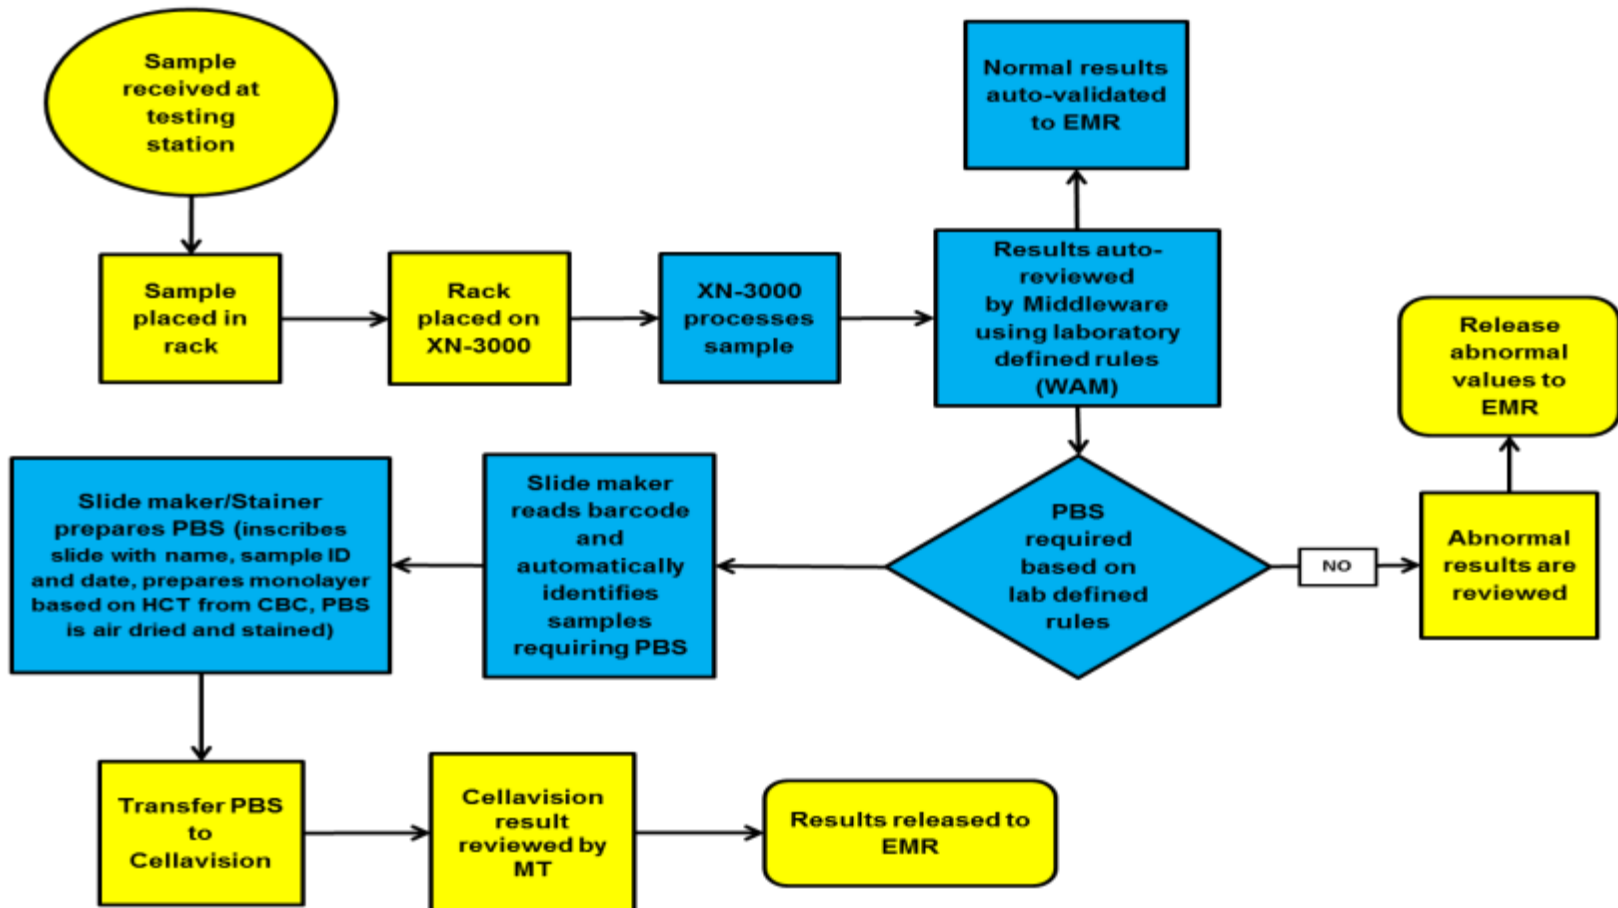 Sample
received at
testing
station
Normal results
auto-validated
to EMR
Sample
placed in
rack
Rack
placed on
XN-3000
XN-3000
processes
sample
Results auto-
reviewed
by Middleware
using laboratory
defined rules
(WAM)
Release
abnormal
values to
EMR
Slide maker/Stainer
prepares PBS (inscribes
slide with name, sample ID
and date, prepares monolayer
based on HCT from CBC, PBS
is air dried and stained)
Slide maker
reads barcode
and
automatically
identifies
samples
requiring PBS
PBS
required
based on
lab defined
rules
NO
Abnormal
results are
reviewed
Transfer PBS
to
Cellavision
Cellavision
result
reviewed by
MT
Results released to
EMR